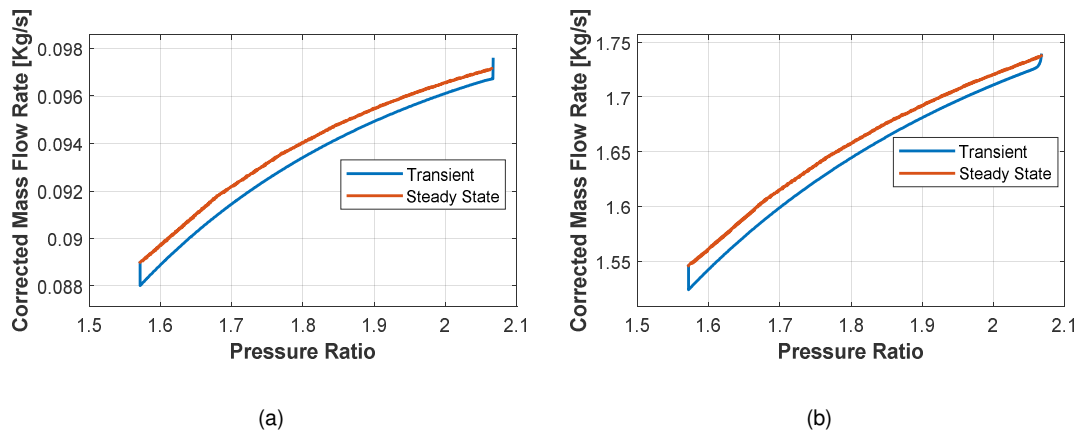 Corrected Mass Flow Rate [Kg/s]
0.098
0.096
0.094
0.092
0.09
0.088
1.5 1.6 1.7 1.8 1.9 2 2.1
Pressure Ratio
Transient
Steady State
(a)
Corrected Mass Flow Rate [Kg/s]
1.75
1.7
1.65
1.6
1.55
1.5 1.6 1.7 1.8 1.9 2 2.1
Pressure Ratio
Transient
Steady State
(b)